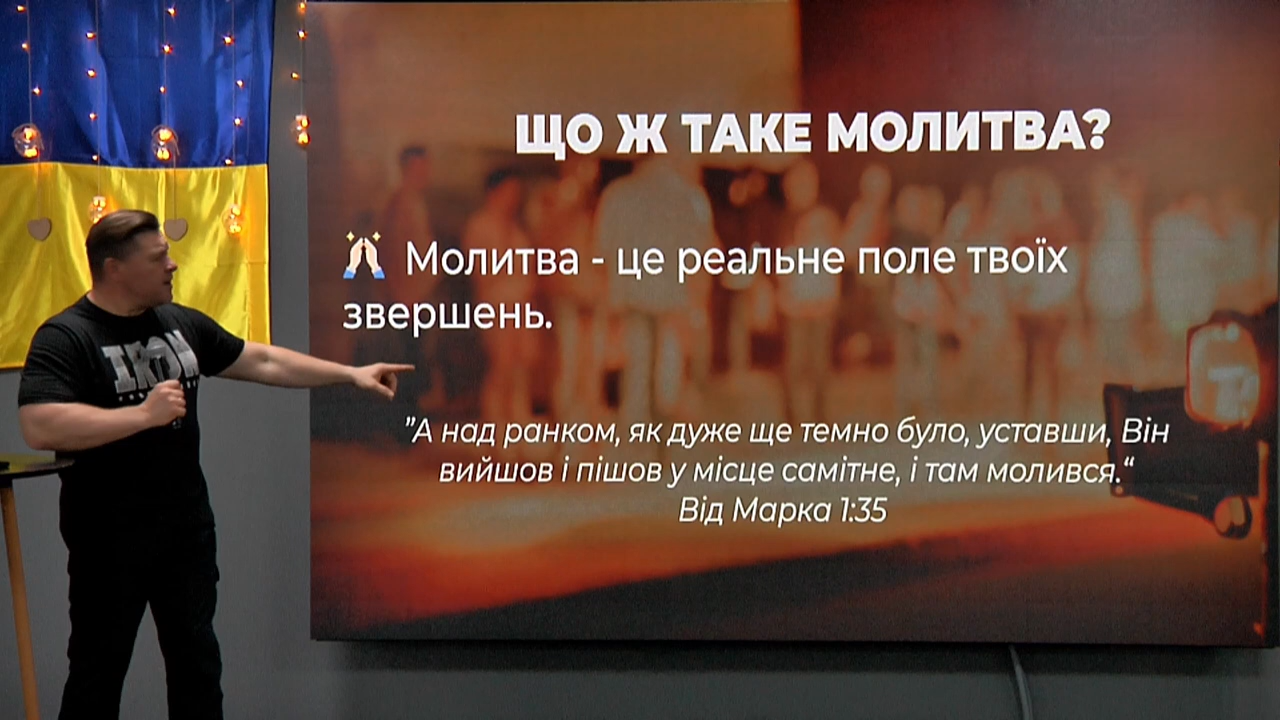 ЩО Ж ТАКЕ МОЛИТВА?
🙏🏻 Молитва - це реальне поле твоїх
звершень.
"А над ранком, як дуже ще темно було, уставши, Він
вийшов і пішов у місце самітне, і там молився.“
Від Марка 1:35
IRON